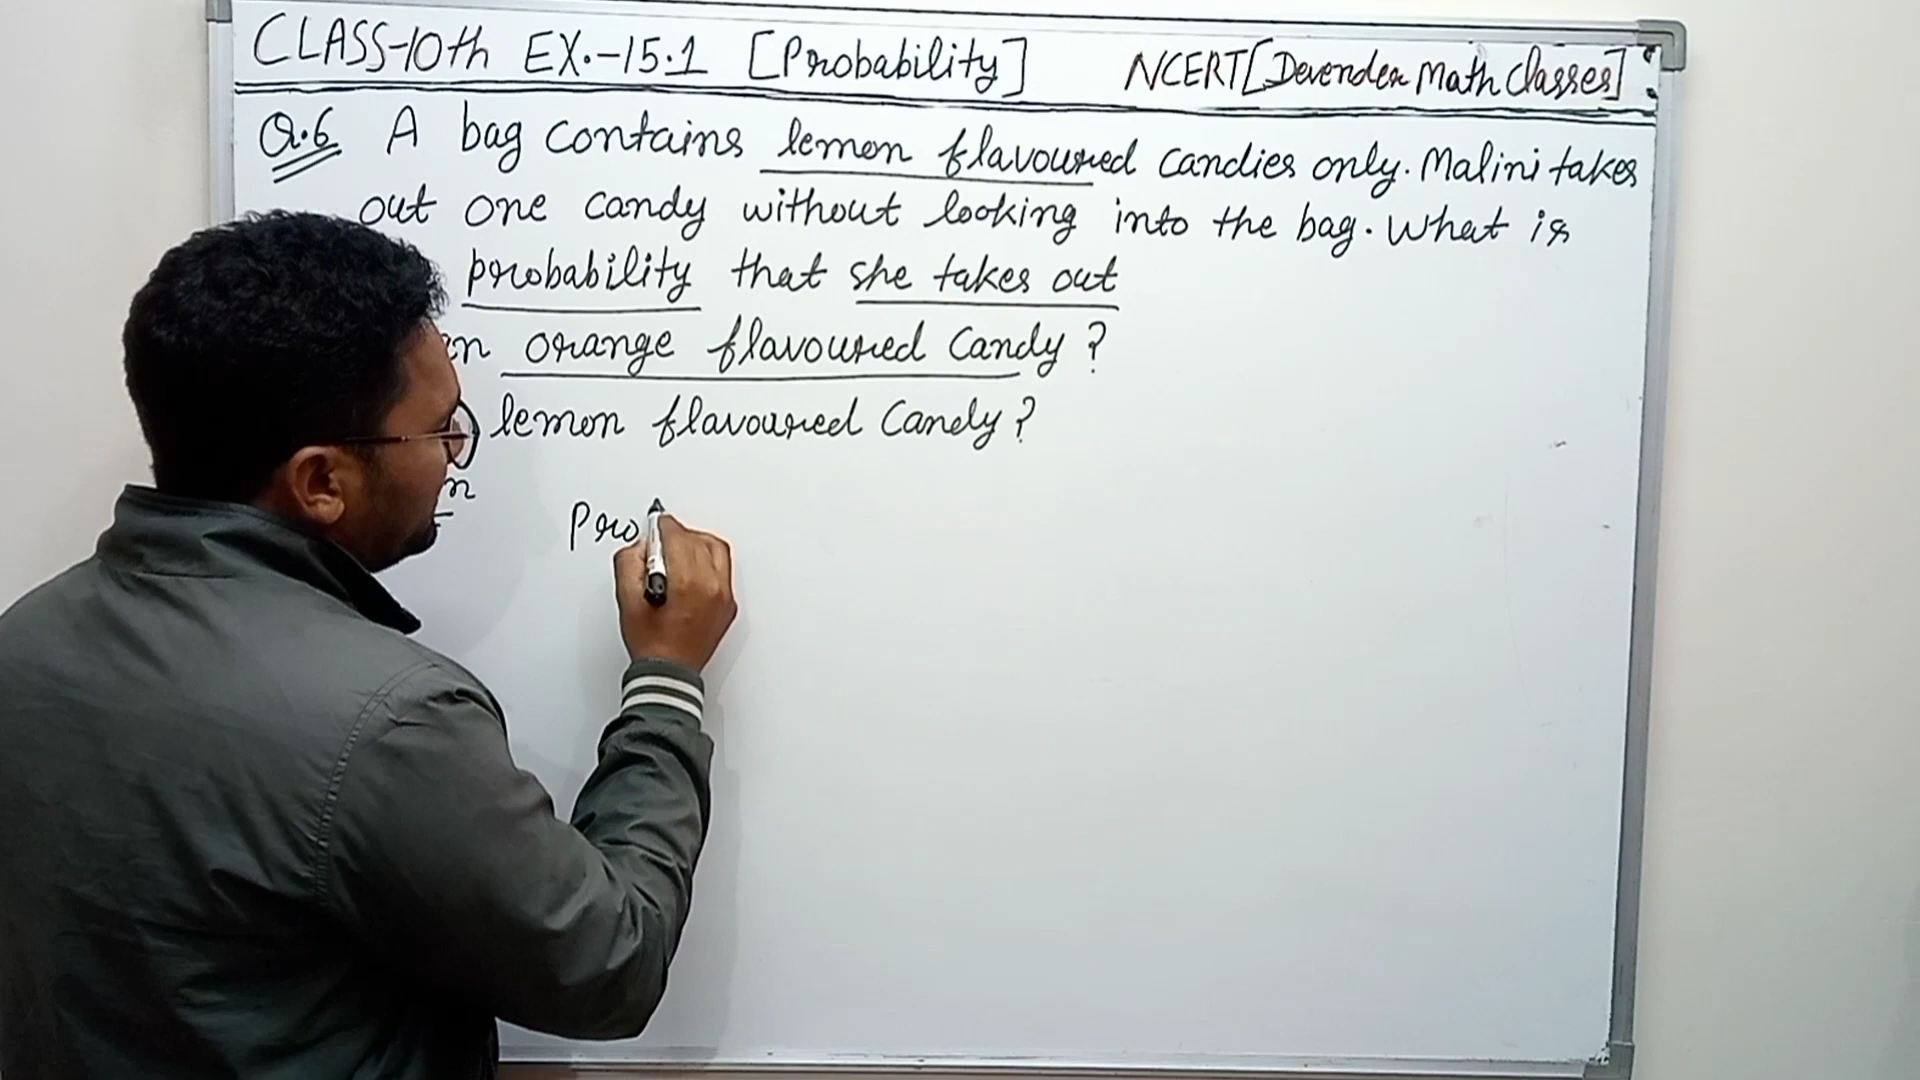 CLASS-10th EX.-15.1 [Probability] NCERT [Devender Math Classes]
Q.6 A bag contains lemon flavoured candies only. Malini takes
out one candy without looking into the bag. What is
probability that she takes out
an orange flavoured Candy?
lemon flavoured Candy?
n
Pro